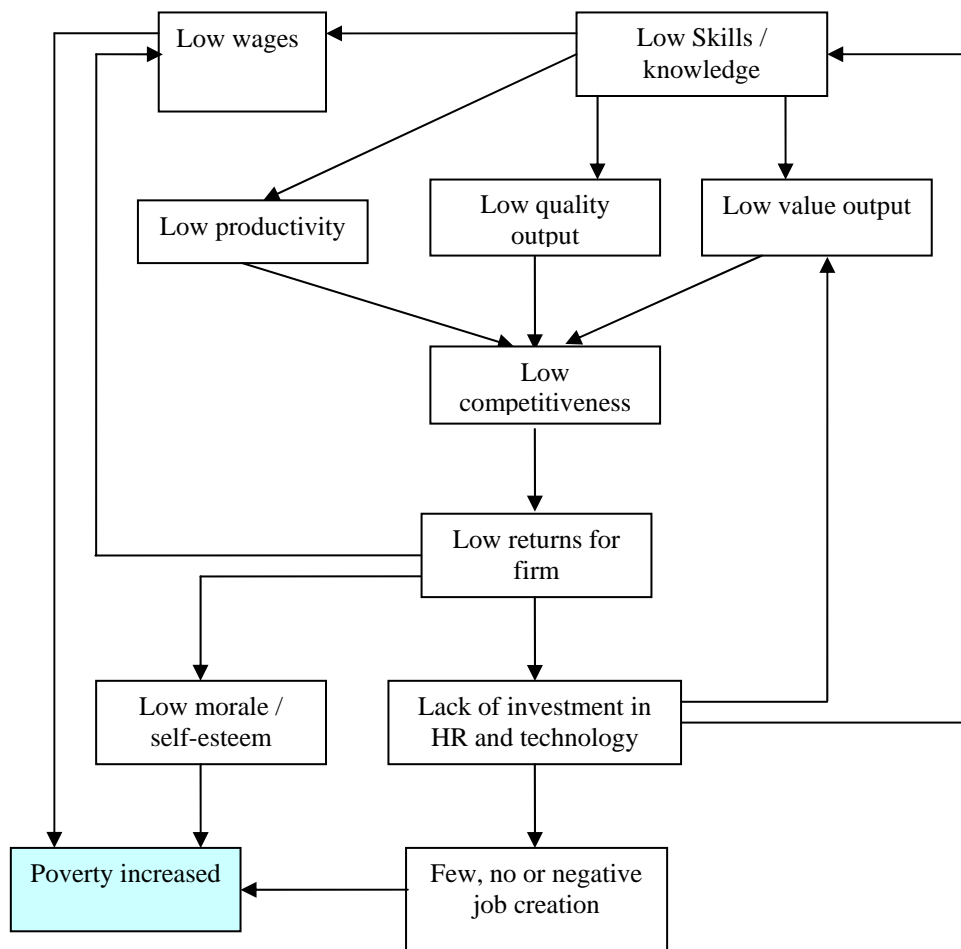 Low wages
Low Skills /
knowledge
Low productivity
Low quality
output
Low value output
Low
competitiveness
Low returns for
firm
Low morale /
self-esteem
Lack of investment in
HR and technology
Poverty increased
Few, no or negative
job creation